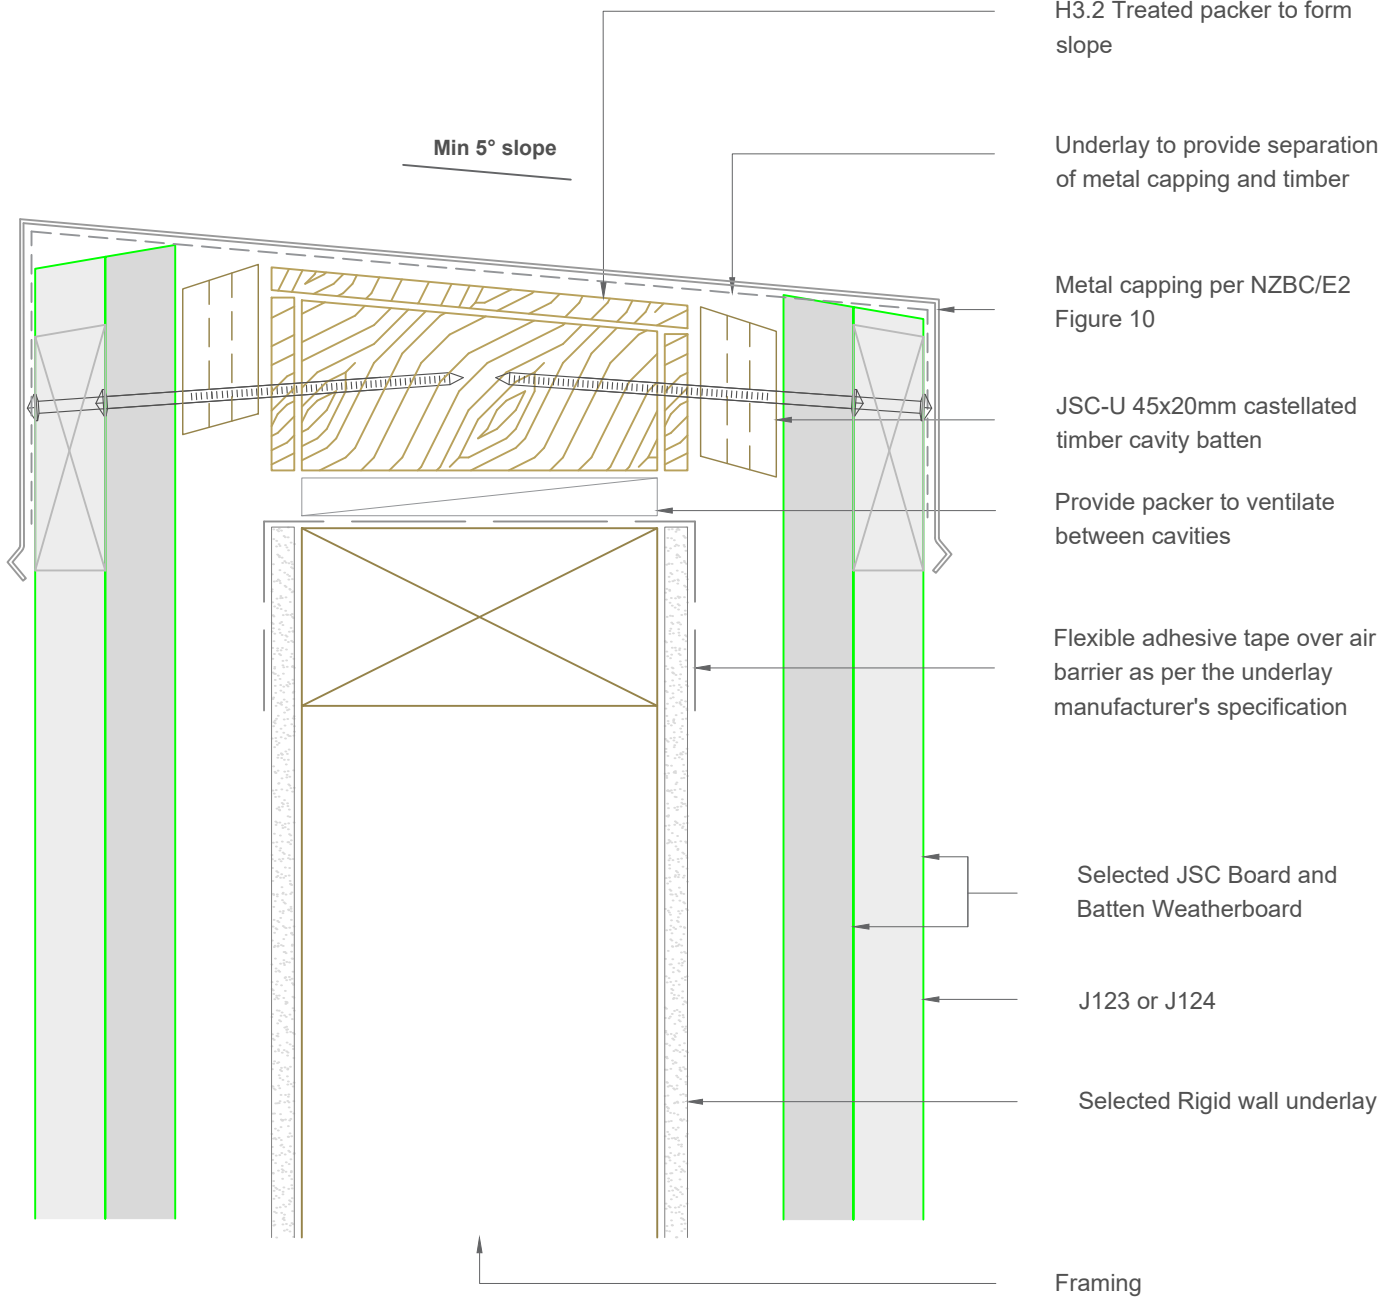 H3.2 Treated packer to form
slope
Min 5° slope
Underlay to provide separation
of metal capping and timber
Metal capping per NZBC/E2
Figure 10
JSC-U 45x20mm castellated
timber cavity batten
Provide packer to ventilate
between cavities
Flexible adhesive tape over air
barrier as per the underlay
manufacturer's specification
Selected JSC Board and
Batten Weatherboard
J123 or J124
Selected Rigid wall underlay
Framing